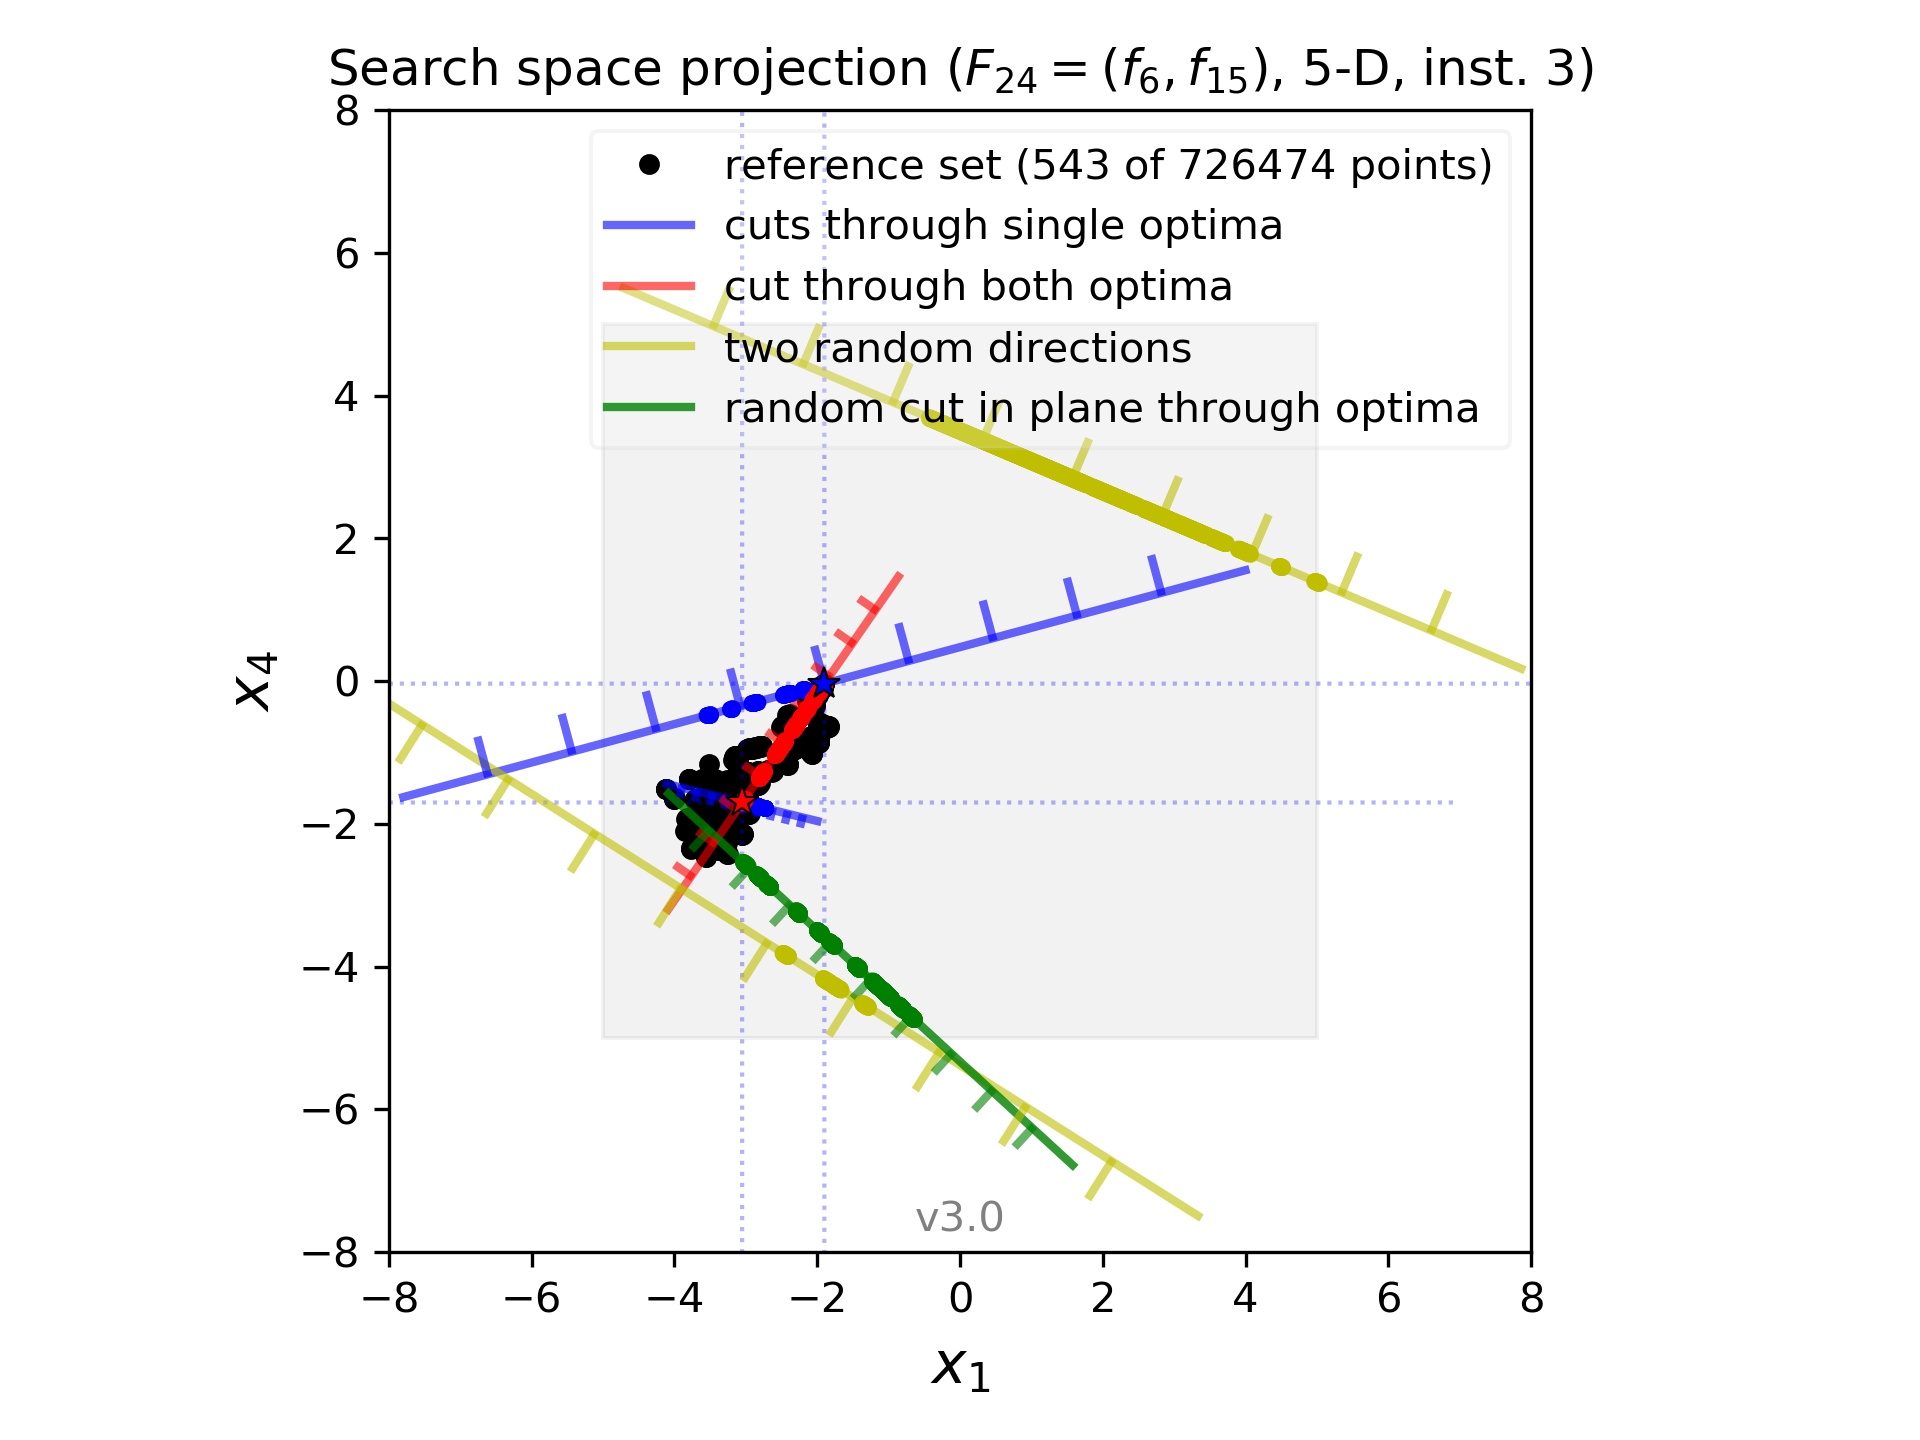 Search space projection (F₂₄ = (f₆, f₁₅), 5-D, inst. 3)
reference set (543 of 726474 points)
cuts through single optima
cut through both optima
two random directions
random cut in plane through optima
8
6
4
2
0
−2
−4
−6
−8
x₄
v3.0
−8 −6 −4 −2 0 2 4 6 8
x₁